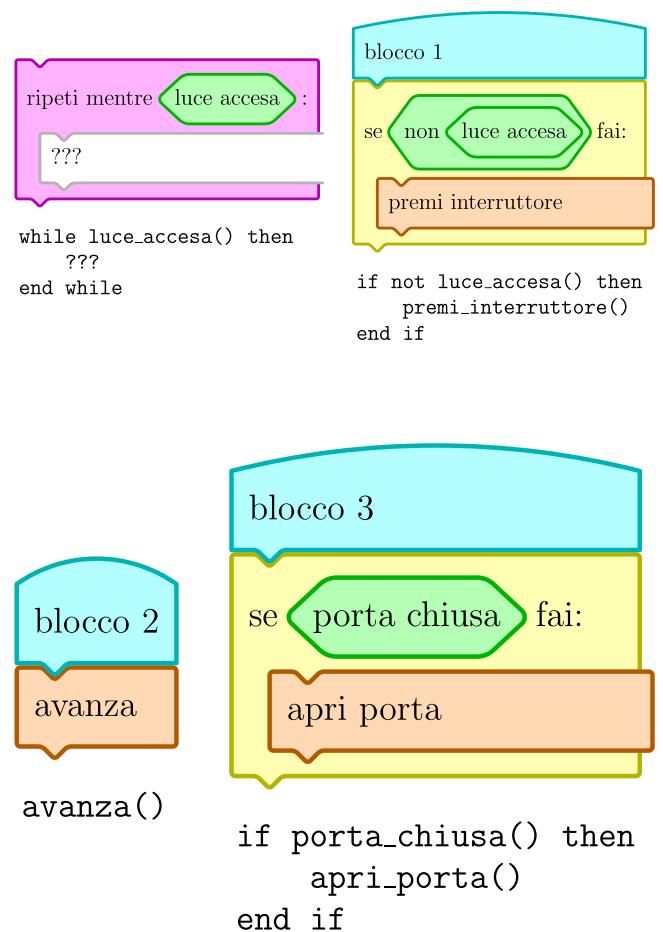 ripeti mentre luce accesa :
???
while luce_accesa() then
???
end while
blocco 1
se non luce accesa fai:
premi interruttore
if not luce_accesa() then
premi_interruttore()
end if
blocco 2
avanza
avanza()
blocco 3
se porta chiusa fai:
apri porta
if porta_chiusa() then
apri_porta()
end if